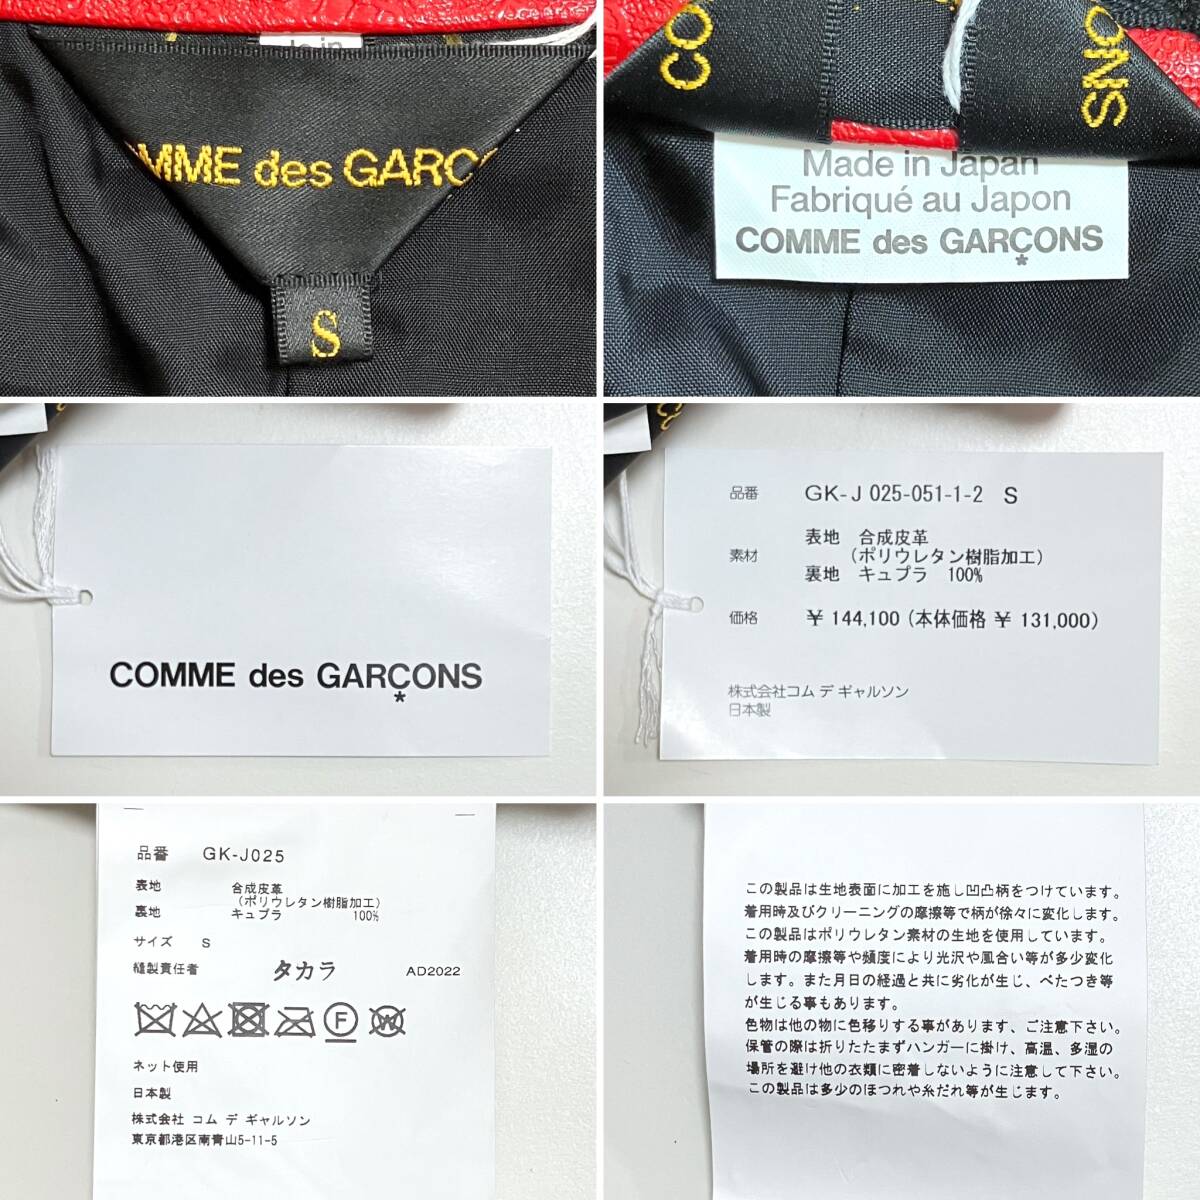 MME des GARÇ
S
CO
ONS
Made in Japan
Fabriqué au Japon
COMME des GARÇONS
*
COMME des GARÇONS
*
品番 GK-J 025-051-1-2 S
表地 合成皮革
素材 (ポリウレタン樹脂加工)
裏地 キュプラ 100%
価格 ¥ 144,100 (本体価格 ¥ 131,000)
株式会社コム デ ギャルソン
日本製
品番 GK-J025
表地 合成皮革
(ポリウレタン樹脂加工)
裏地 キュプラ 100%
サイズ S
縫製責任者 タカラ AD2022
F W
ネット使用
日本製
株式会社 コム デ ギャルソン
東京都港区南青山5-11-5
この製品は生地表面に加工を施し凹凸柄をつけています。
着用時及びクリーニングの摩擦等で柄が徐々に変化します。
この製品はポリウレタン素材の生地を使用しています。
着用時の摩擦等や頻度により光沢や風合い等が多少変化
します。また月日の経過と共に劣化が生じ、べたつき等
が生じる事もあります。
色物は他の物に色移りする事があります、ご注意下さい。
保管の際は折りたたまずハンガーに掛け、高温、多湿の
場所を避け他の衣類に密着しないように注意して下さい。
この製品は多少のほつれや糸だれ等が生じます。